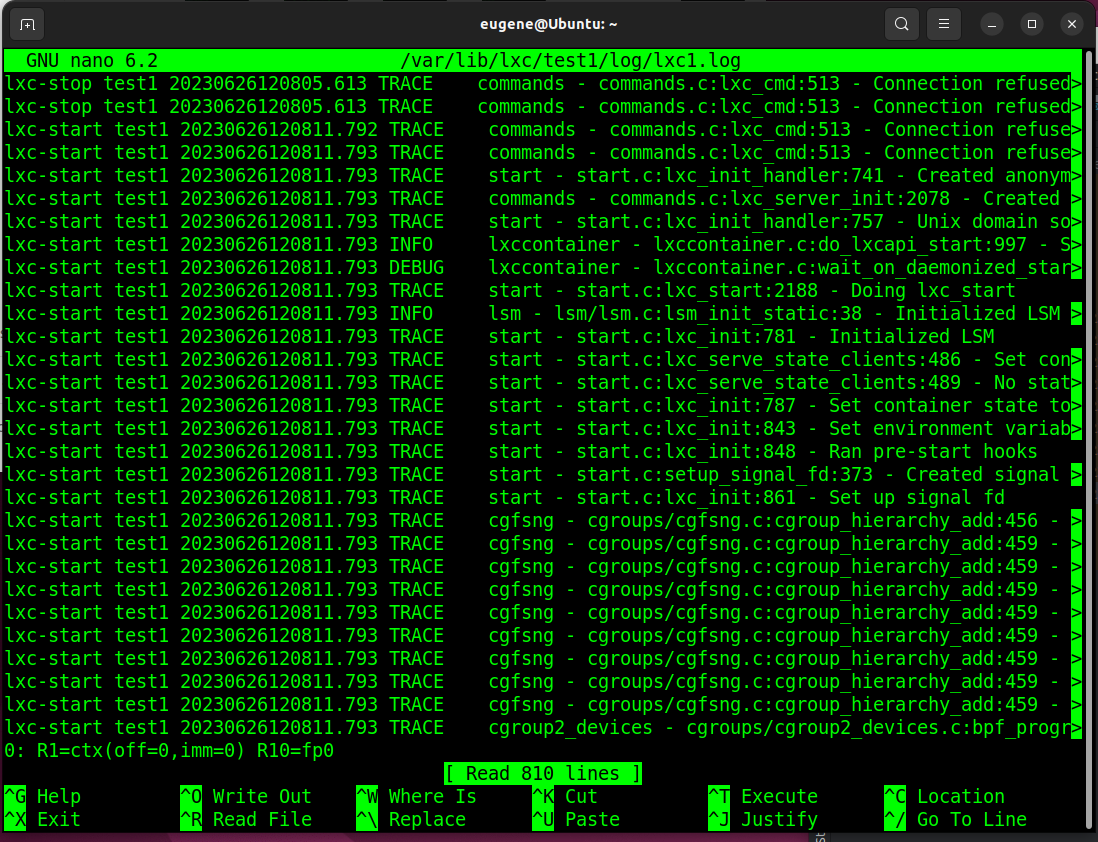 eugene@Ubuntu: ~
GNU nano 6.2 /var/lib/lxc/test1/log/lxc1.log
lxc-stop test1 20230626120805.613 TRACE    commands - commands.c:lxc_cmd:513 - Connection refused>
lxc-stop test1 20230626120805.613 TRACE    commands - commands.c:lxc_cmd:513 - Connection refused>
lxc-start test1 20230626120811.792 TRACE    commands - commands.c:lxc_cmd:513 - Connection refuse>
lxc-start test1 20230626120811.793 TRACE    commands - commands.c:lxc_cmd:513 - Connection refuse>
lxc-start test1 20230626120811.793 TRACE    start - start.c:lxc_init_handler:741 - Created anonym>
lxc-start test1 20230626120811.793 TRACE    commands - commands.c:lxc_server_init:2078 - Created >
lxc-start test1 20230626120811.793 TRACE    start - start.c:lxc_init_handler:757 - Unix domain so>
lxc-start test1 20230626120811.793 INFO     lxccontainer - lxccontainer.c:do_lxcapi_start:997 - S>
lxc-start test1 20230626120811.793 DEBUG    lxccontainer - lxccontainer.c:wait_on_daemonized_star>
lxc-start test1 20230626120811.793 TRACE    start - start.c:lxc_start:2188 - Doing lxc_start
lxc-start test1 20230626120811.793 INFO     lsm - lsm/lsm.c:lsm_init_static:38 - Initialized LSM >
lxc-start test1 20230626120811.793 TRACE    start - start.c:lxc_init:781 - Initialized LSM
lxc-start test1 20230626120811.793 TRACE    start - start.c:lxc_serve_state_clients:486 - Set con>
lxc-start test1 20230626120811.793 TRACE    start - start.c:lxc_serve_state_clients:489 - No stat>
lxc-start test1 20230626120811.793 TRACE    start - start.c:lxc_init:787 - Set container state to>
lxc-start test1 20230626120811.793 TRACE    start - start.c:lxc_init:843 - Set environment variab>
lxc-start test1 20230626120811.793 TRACE    start - start.c:lxc_init:848 - Ran pre-start hooks
lxc-start test1 20230626120811.793 TRACE    start - start.c:setup_signal_fd:373 - Created signal >
lxc-start test1 20230626120811.793 TRACE    start - start.c:lxc_init:861 - Set up signal fd
lxc-start test1 20230626120811.793 TRACE    cgfsng - cgroups/cgfsng.c:cgroup_hierarchy_add:456 - >
lxc-start test1 20230626120811.793 TRACE    cgfsng - cgroups/cgfsng.c:cgroup_hierarchy_add:459 - >
lxc-start test1 20230626120811.793 TRACE    cgfsng - cgroups/cgfsng.c:cgroup_hierarchy_add:459 - >
lxc-start test1 20230626120811.793 TRACE    cgfsng - cgroups/cgfsng.c:cgroup_hierarchy_add:459 - >
lxc-start test1 20230626120811.793 TRACE    cgfsng - cgroups/cgfsng.c:cgroup_hierarchy_add:459 - >
lxc-start test1 20230626120811.793 TRACE    cgfsng - cgroups/cgfsng.c:cgroup_hierarchy_add:459 - >
lxc-start test1 20230626120811.793 TRACE    cgfsng - cgroups/cgfsng.c:cgroup_hierarchy_add:459 - >
lxc-start test1 20230626120811.793 TRACE    cgfsng - cgroups/cgfsng.c:cgroup_hierarchy_add:459 - >
lxc-start test1 20230626120811.793 TRACE    cgfsng - cgroups/cgfsng.c:cgroup_hierarchy_add:459 - >
lxc-start test1 20230626120811.793 TRACE    cgroup2_devices - cgroups/cgroup2_devices.c:bpf_progr>
0: R1=ctx(off=0,imm=0) R10=fp0
[ Read 810 lines ]
^G Help ^O Write Out ^W Where Is ^K Cut ^T Execute ^C Location
^X Exit ^R Read File ^\ Replace ^U Paste ^J Justify ^/ Go To Line